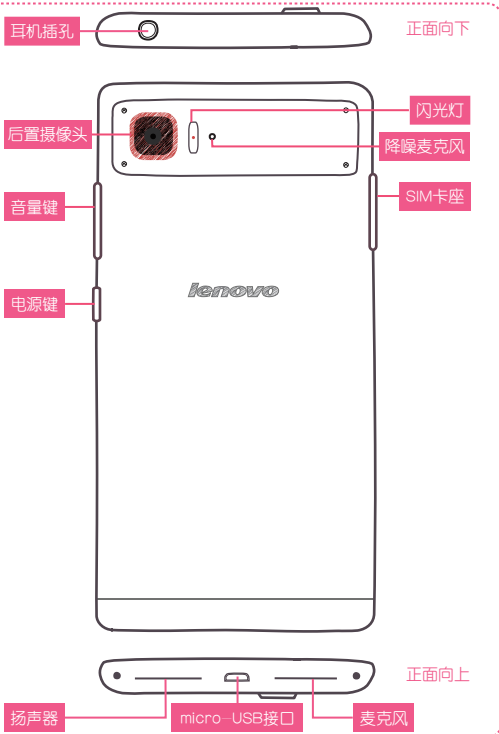 耳机插孔
正面向下
闪光灯
后置摄像头
降噪麦克风
SIM卡座
音量键
电源键
lenovo
正面向上
扬声器
micro-USB接口
麦克风